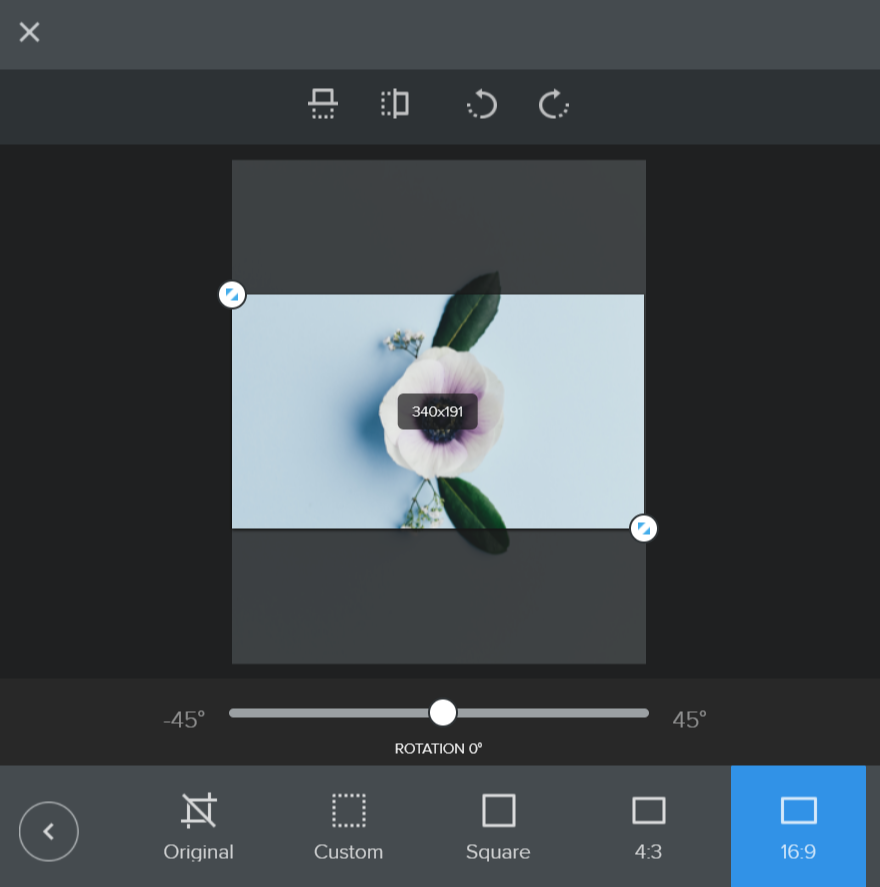 340x191
-45°
45°
ROTATION 0°
Original
Custom
Square
4:3
16:9